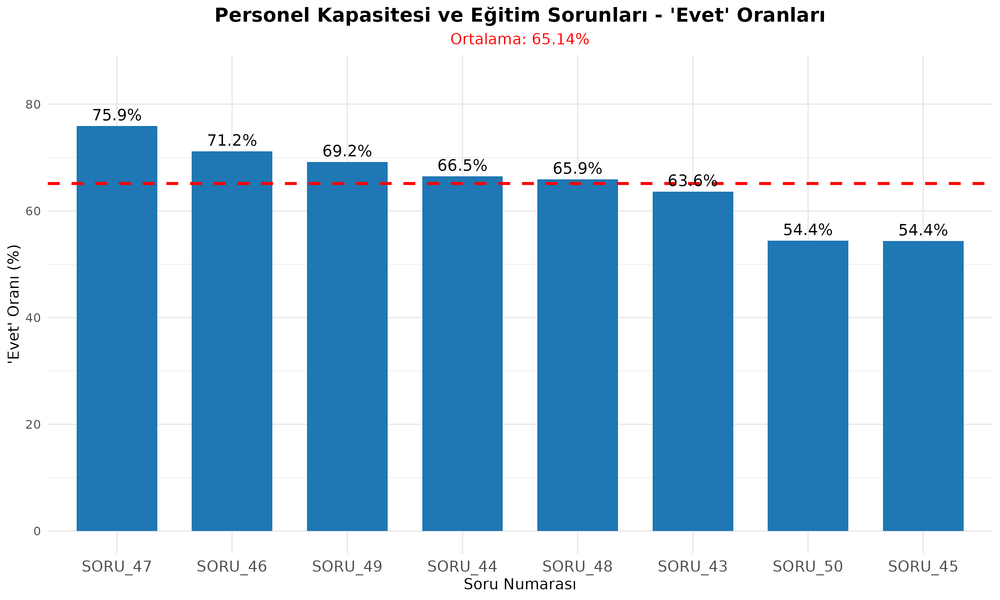 Personel Kapasitesi ve Eğitim Sorunları - 'Evet' Oranları
Ortalama: 65.14%
'Evet' Oranı (%)
80
60
40
20
0
75.9%
71.2%
69.2%
66.5%
65.9%
63.6%
54.4%
54.4%
SORU_47
SORU_46
SORU_49
SORU_44
SORU_48
SORU_43
SORU_50
SORU_45
Soru Numarası